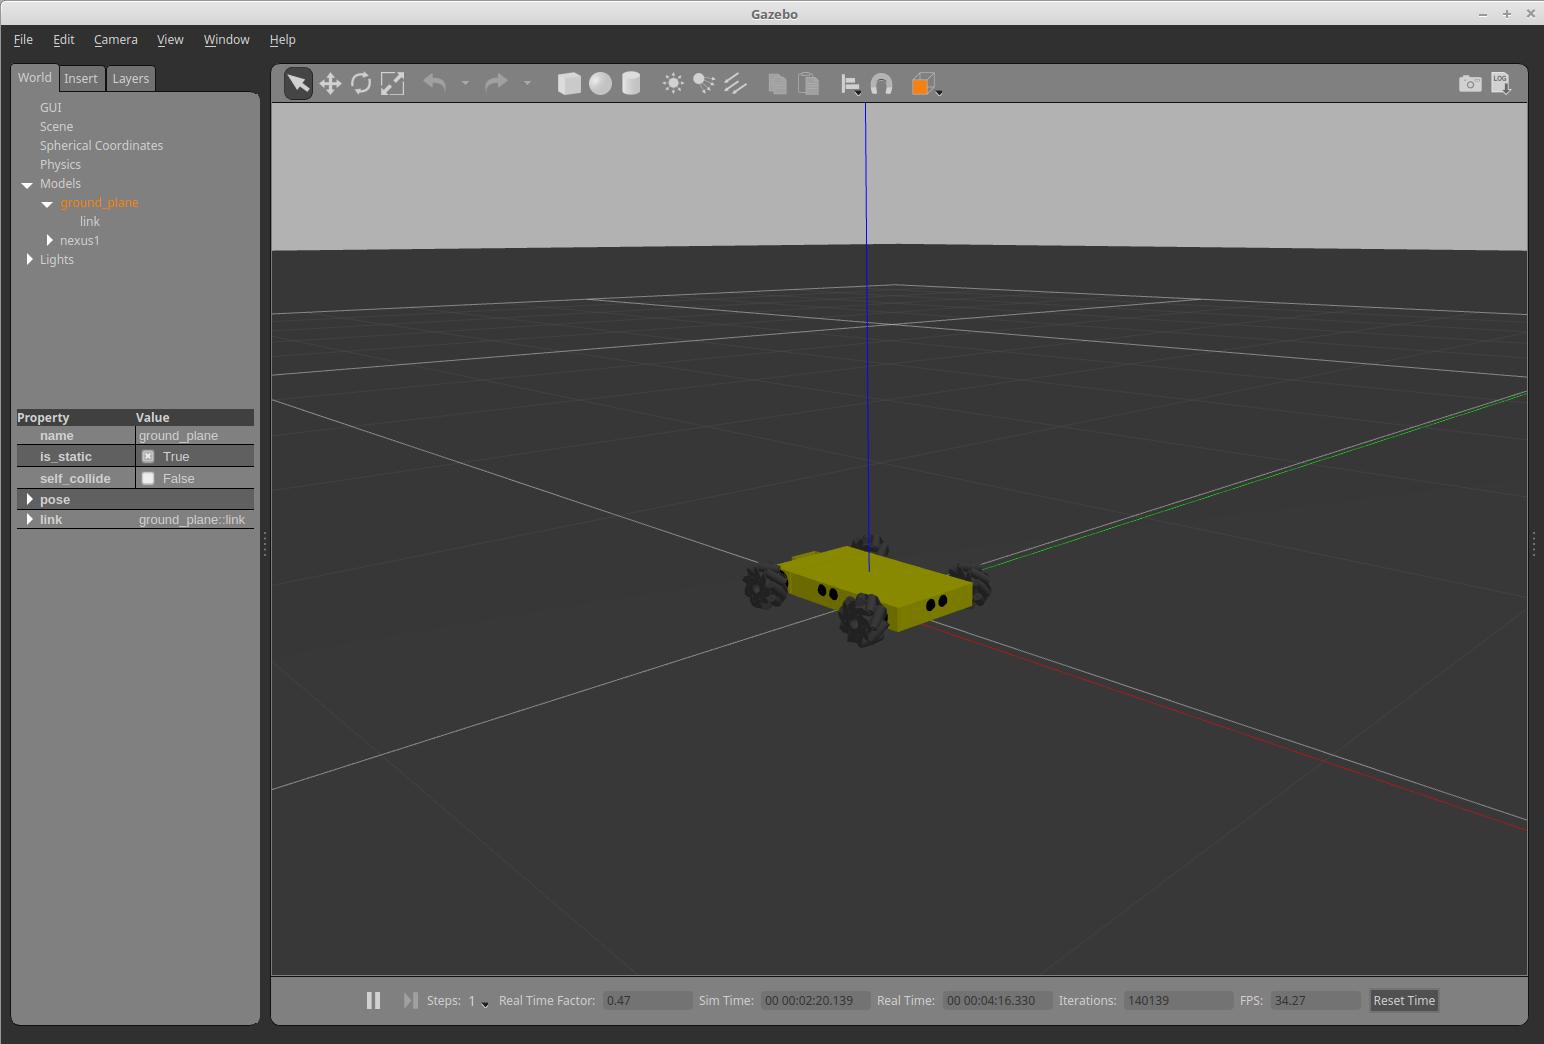 Gazebo
File Edit Camera View Window Help
World Insert Layers
GUI
Scene
Spherical Coordinates
Physics
Models
ground_plane
link
nexus1
Lights
Property Value
name ground_plane
is_static True
self_collide False
pose
link ground_plane::link
LOG
Steps: 1 Real Time Factor: 0.47 Sim Time: 00 00:02:20.139 Real Time: 00 00:04:16.330 Iterations: 140139 FPS: 34.27 Reset Time